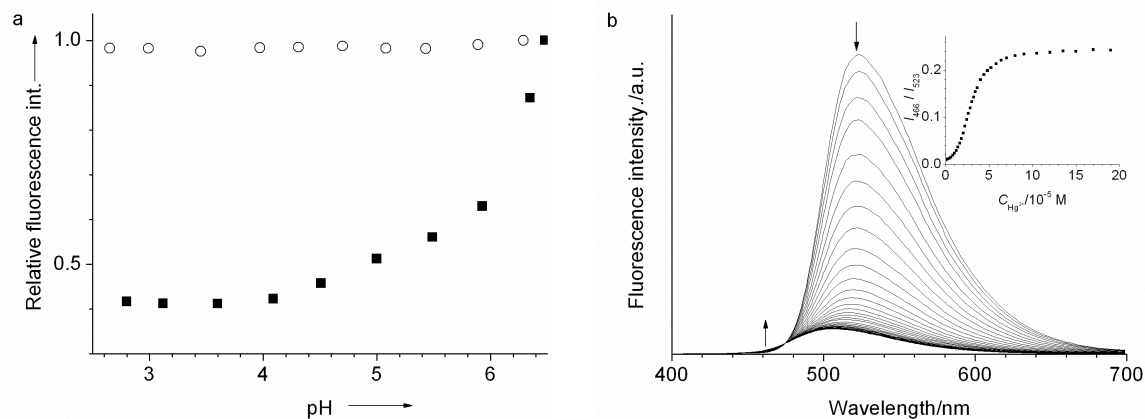 a
Relative fluorescence int.
1.0
0.5
3 4 5 6
pH
b
Fluorescence intensity./a.u.
400 500 600 700
Wavelength/nm
I466 / I523
0.2
0.1
0.0
0 5 10 15 20
CHg2+/10-5 M